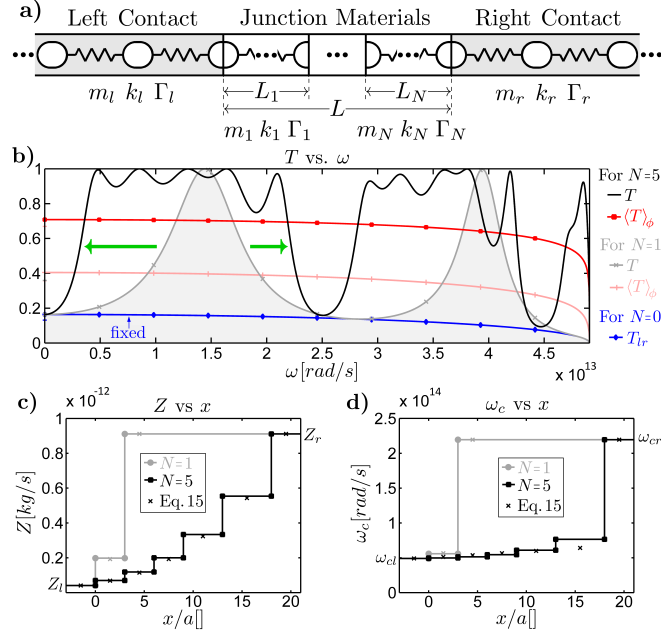 a)
Left Contact Junction Materials Right Contact
m_l k_l Γ_l
L_1
L_N
L
m_1 k_1 Γ_1
m_N k_N Γ_N
m_r k_r Γ_r
b)
T vs. ω
1
0.8
0.6
0.4
0.2
0
fixed
0 0.5 1 1.5 2 2.5 3 3.5 4 4.5
x 10^13
ω[rad/s]
For N=5
T
⟨T⟩_ϕ
For N=1
T
⟨T⟩_ϕ
For N=0
T_lr
c)
Z vs x
x 10^-12
1
0.8
0.6
0.4
0.2
Z_l
Z_r
Z[kg/s]
N=1
N=5
Eq.15
0 5 10 15 20
x/a[]
d)
ω_c vs x
x 10^14
2.5
2
1.5
1
0
ω_cl
ω_cr
ω_c[rad/s]
N=1
N=5
Eq.15
0 5 10 15 20
x/a[]